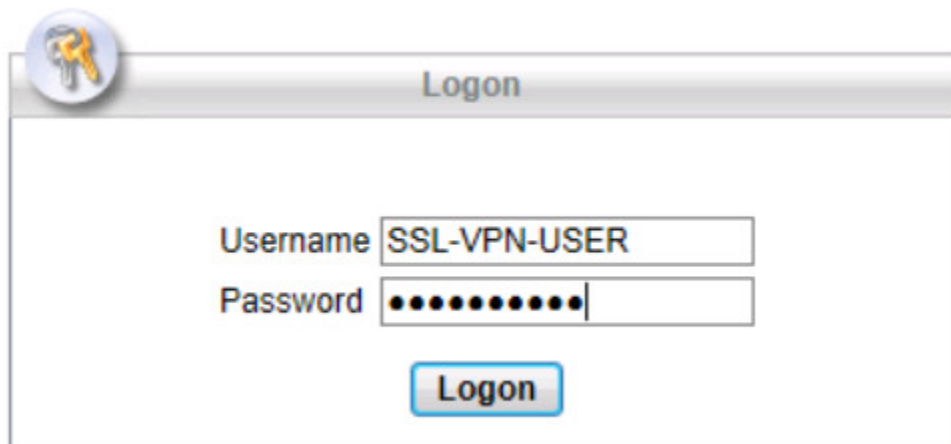 Logon
Username SSL-VPN-USER
Password ●●●●●●●●●●
Logon